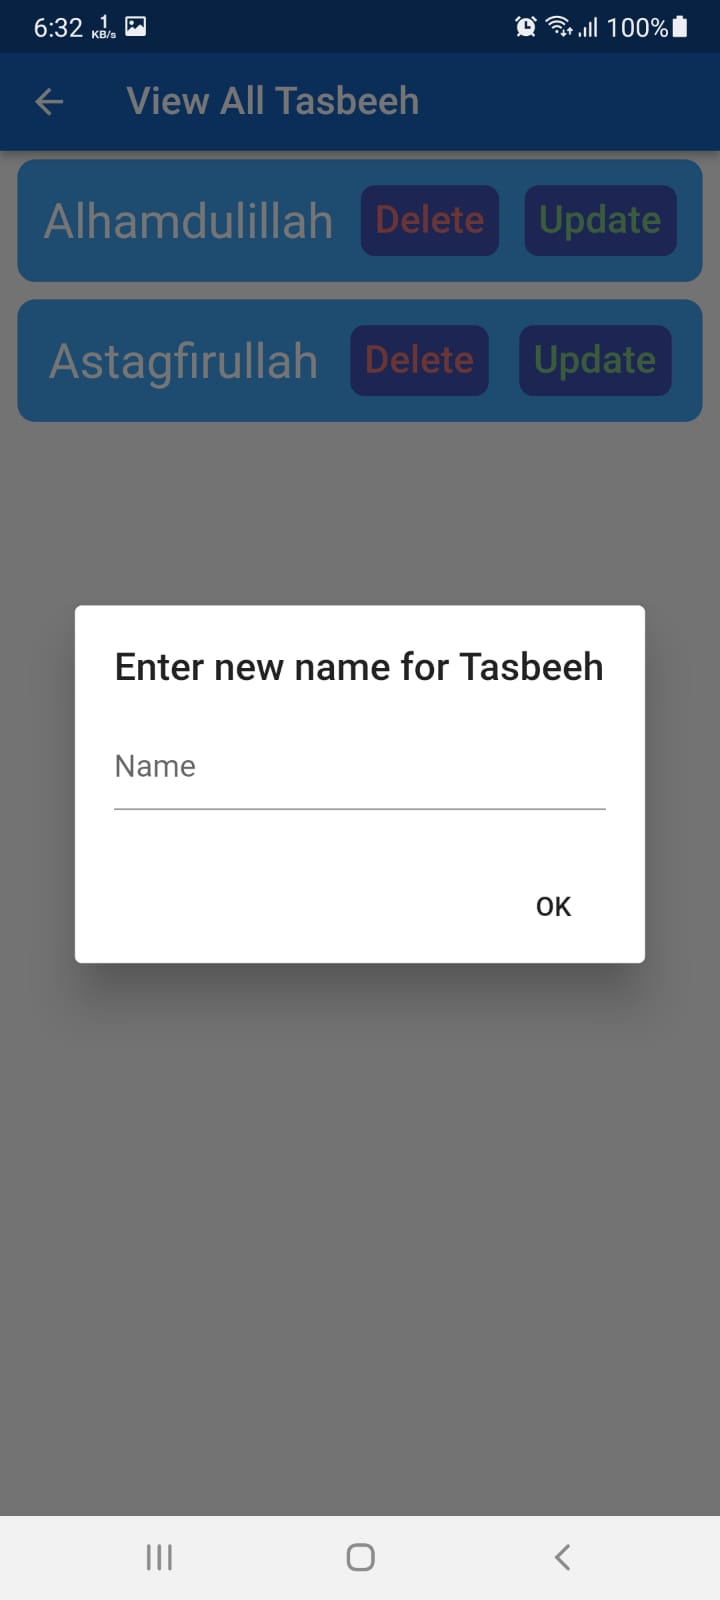 6:32 1 KB/s 100%
View All Tasbeeh
Alhamdulillah Delete Update
Astagfirullah Delete Update
Enter new name for Tasbeeh
Name
OK